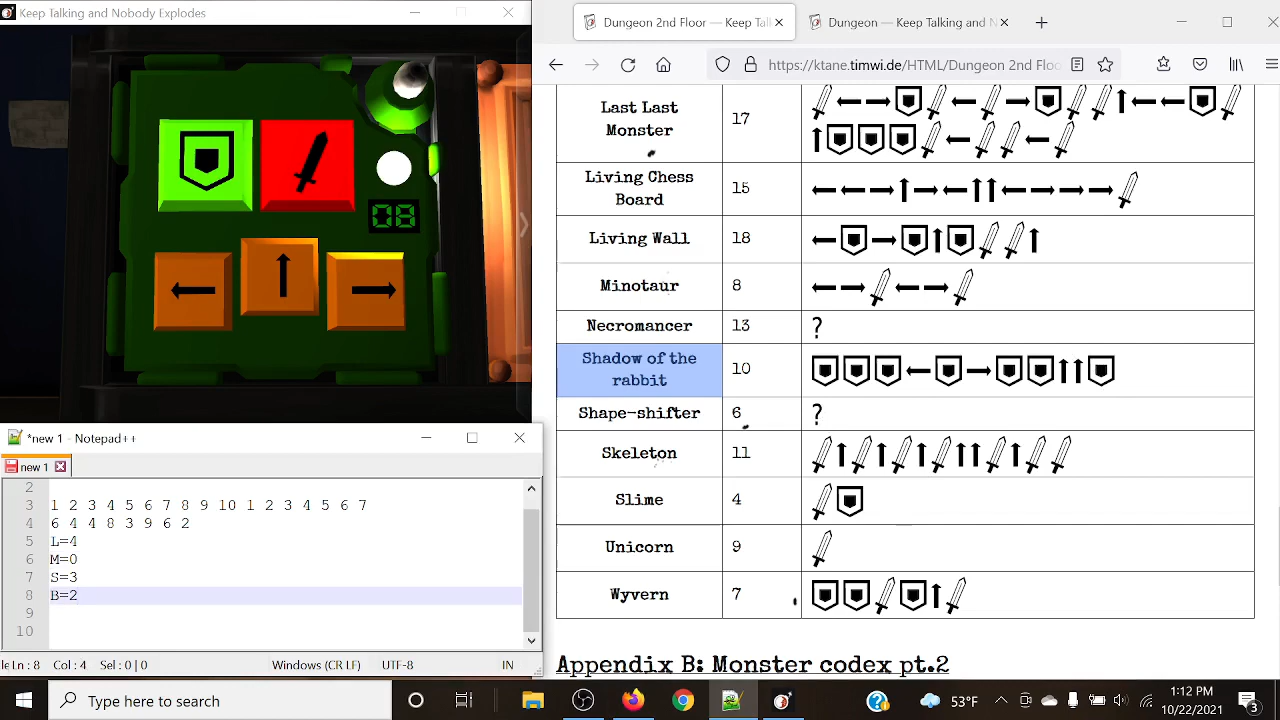 Keep Talking and Nobody Explodes
08
*new 1 - Notepad++
new 1
2
3 1 2 3 4 5 6 7 8 9 10 1 2 3 4 5 6 7
4 6 4 4 8 3 9 6 2
5 L=4
6 M=0
7 S=3
8 B=2
9
10
le Ln : 8 Col : 4 Sel : 0 | 0 Windows (CR LF) UTF-8 IN
Dungeon 2nd Floor — Keep Talk
Dungeon — Keep Talking and N
https://ktane.timwi.de/HTML/Dungeon 2nd Floo
Last Last
Monster
17
Living Chess
Board
15
Living Wall 18
Minotaur 8
Necromancer 13 ?
Shadow of the
rabbit
10
Shape-shifter 6 ?
Skeleton 11
Slime 4
Unicorn 9
Wyvern 7
Appendix B: Monster codex pt.2
Type here to search
53°F
1:12 PM
10/22/2021
3